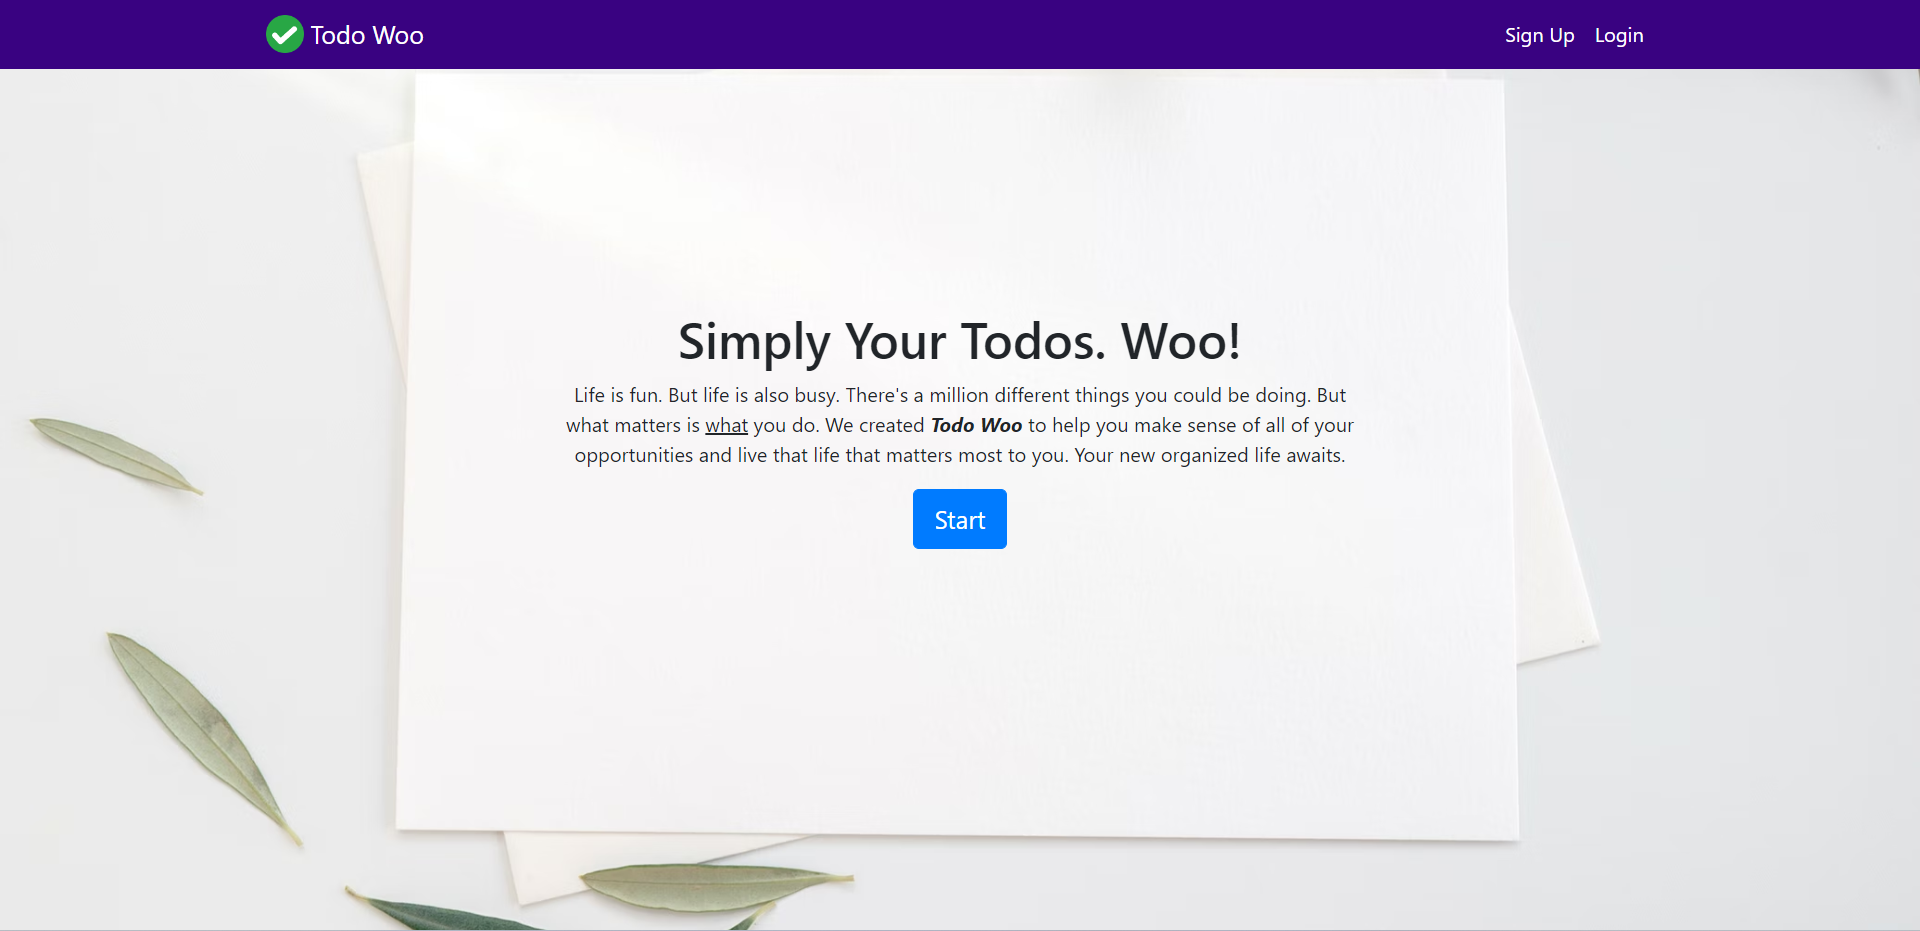 Todo Woo
Sign Up Login
Simply Your Todos. Woo!
Life is fun. But life is also busy. There's a million different things you could be doing. But
what matters is what you do. We created Todo Woo to help you make sense of all of your
opportunities and live that life that matters most to you. Your new organized life awaits.
Start